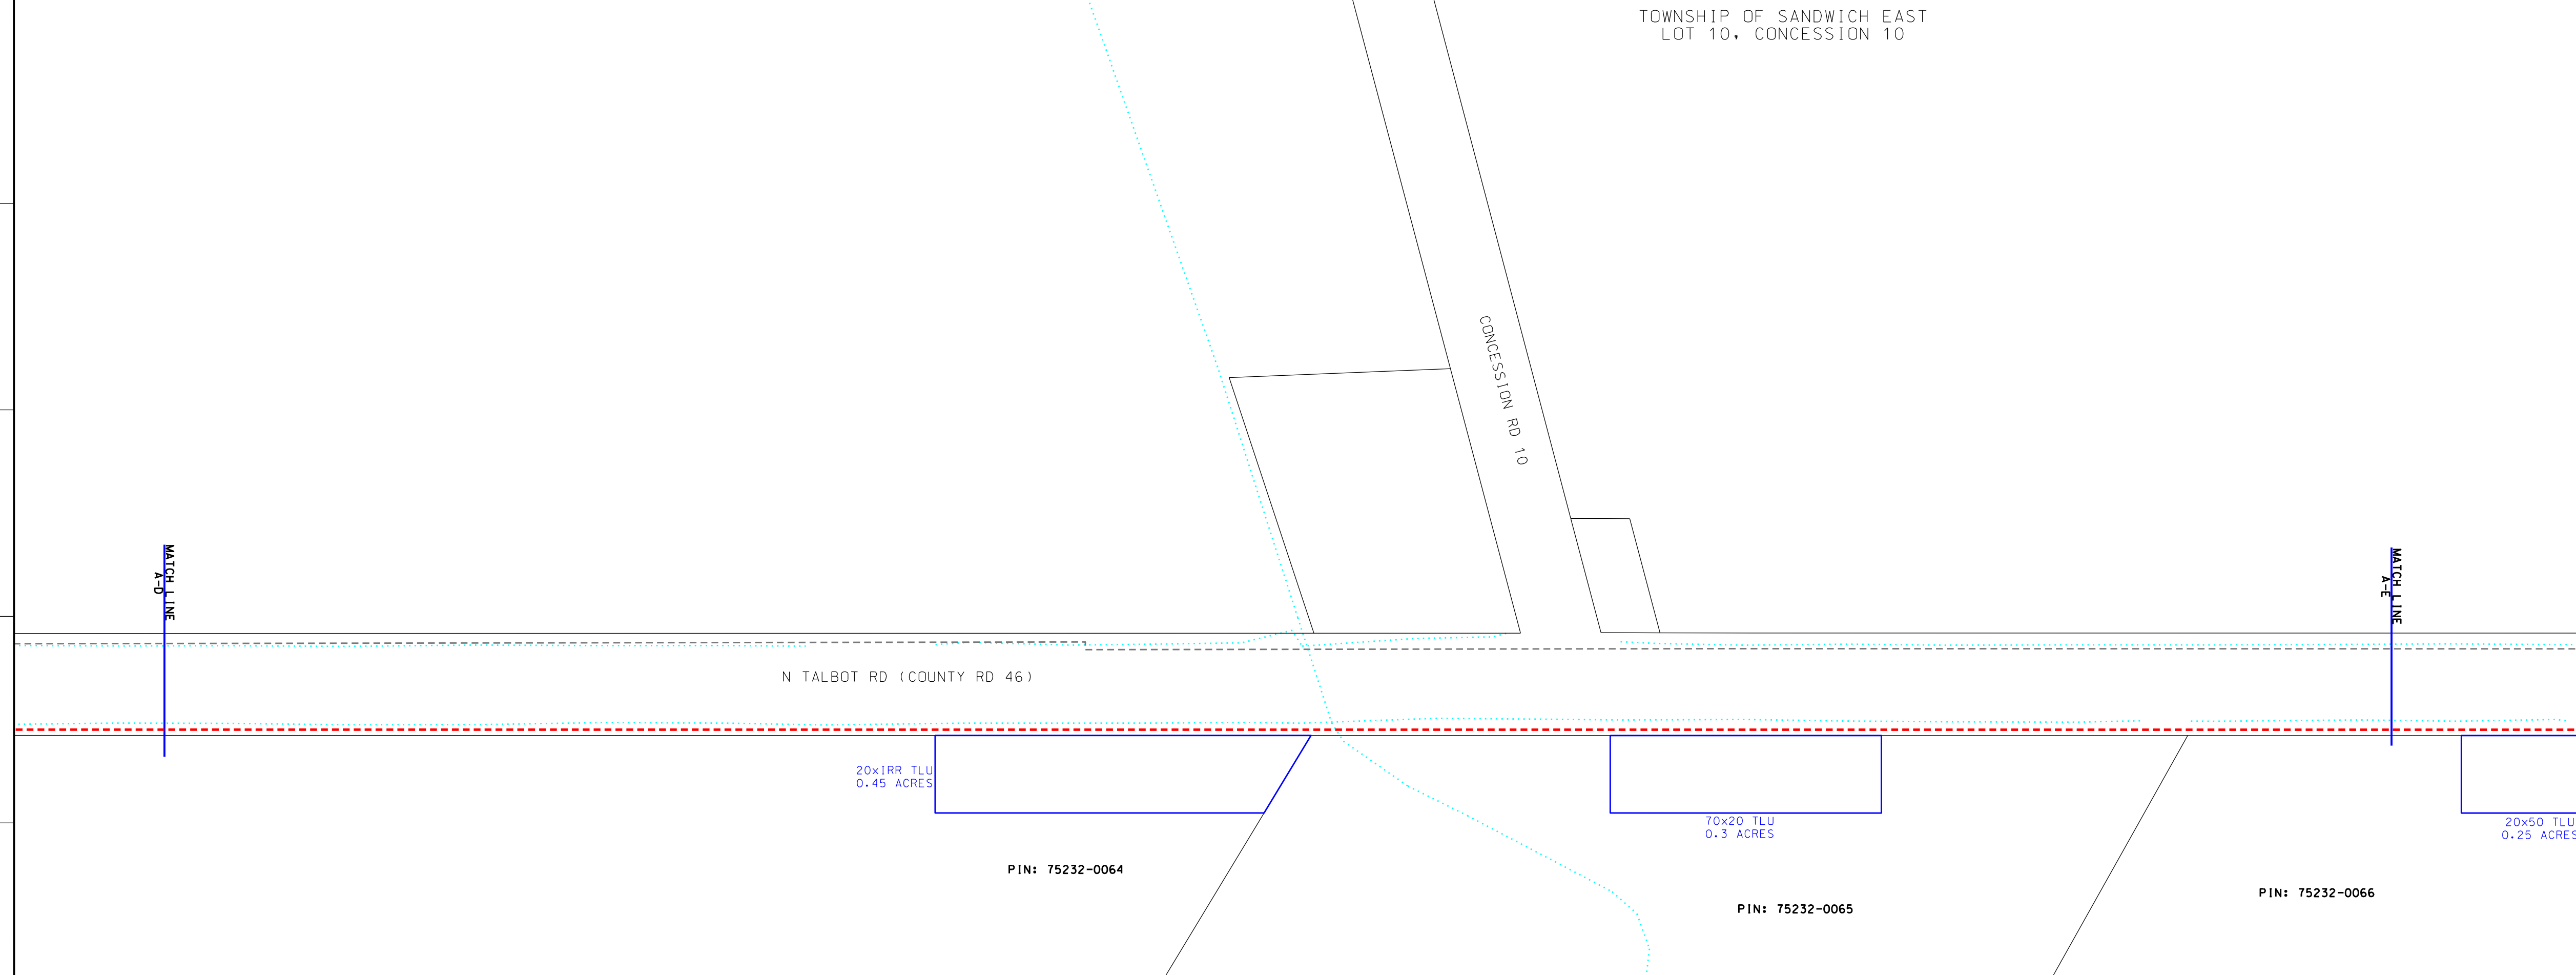 TOWNSHIP OF SANDWICH EAST
LOT 10, CONCESSION 10
CONCESSION RD 10
MATCH LINE
A-D
MATCH LINE
A-E
N TALBOT RD (COUNTY RD 46)
20xIRR TLU
0.45 ACRES
70x20 TLU
0.3 ACRES
20x50 TLU
0.25 ACRES
PIN: 75232-0064
PIN: 75232-0065
PIN: 75232-0066